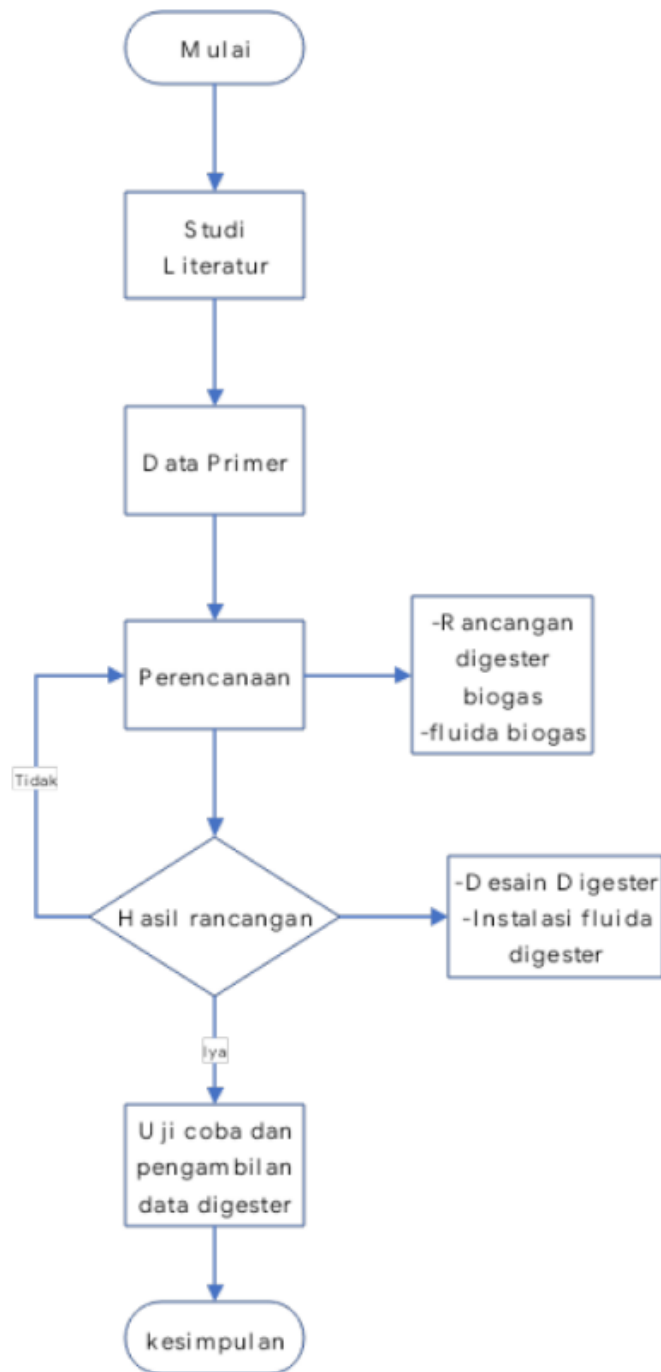 Mulai
Studi
Literatur
Data Primer
Perencanaan
-Rancangan
digester
biogas
-fluida biogas
Tidak
Hasil rancangan
-Desain Digester
-Instalasi fluida
digester
Iya
Uji coba dan
pengambilan
data digester
kesimpulan